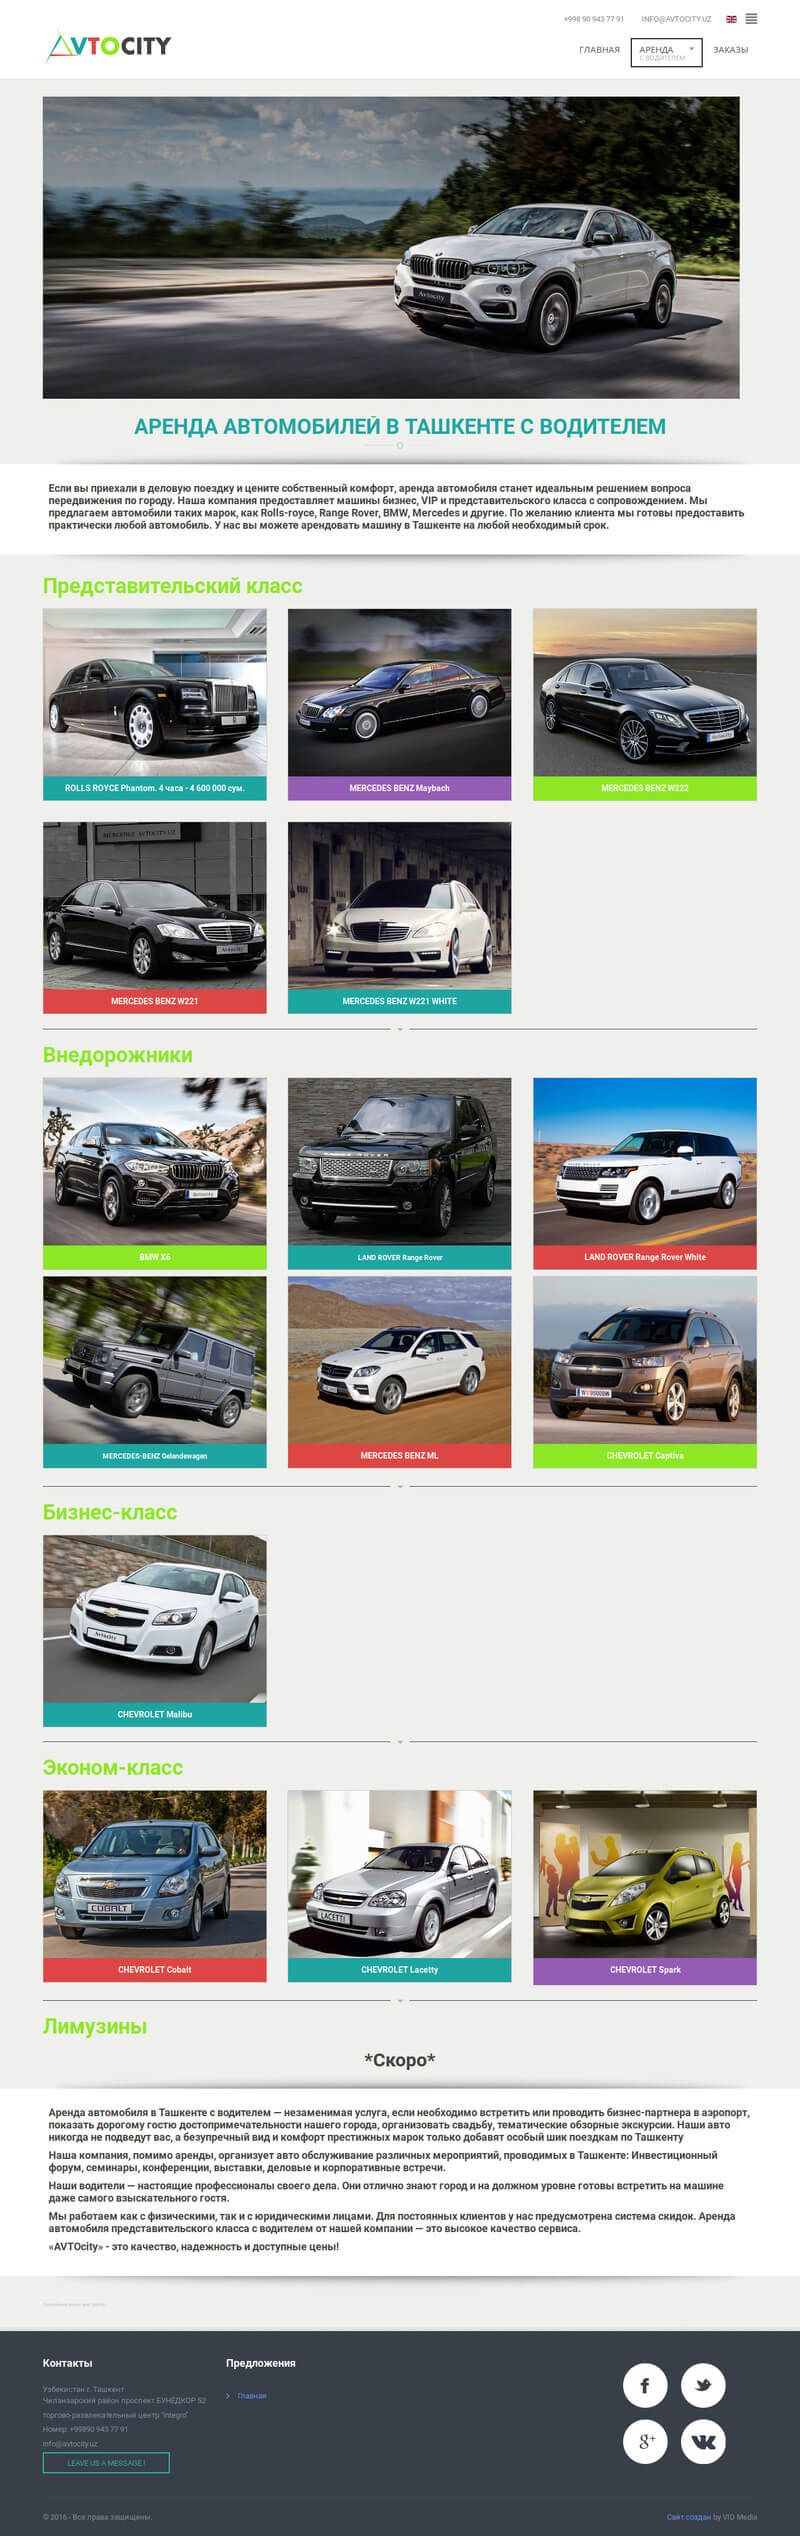 +998 90 943 77 91 INFO@AVTOCITY.UZ
AVTOCITY
ГЛАВНАЯ АРЕНДА ЗАКАЗЫ
С ВОДИТЕЛЕМ
Avtocity
АРЕНДА АВТОМОБИЛЕЙ В ТАШКЕНТЕ С ВОДИТЕЛЕМ
Если вы приехали в деловую поездку и цените собственный комфорт, аренда автомобиля станет идеальным решением вопроса
передвижения по городу. Наша компания предоставляет машины бизнес, VIP и представительского класса с сопровождением. Мы
предлагаем автомобили таких марок, как Rolls-royce, Range Rover, BMW, Mercedes и другие. По желанию клиента мы готовы предоставить
практически любой автомобиль. У нас вы можете арендовать машину в Ташкенте на любой необходимый срок.
Представительский класс
ROLLS ROYCE Phantom. 4 часа - 4 600 000 сум.
MERCEDES BENZ Maybach
MERCEDES BENZ W222
MERCEDES AVTOCITY.UZ
Avtocity
MERCEDES BENZ W221
MERCEDES BENZ W221 WHITE
Внедорожники
BMW X6
LAND ROVER Range Rover
LAND ROVER Range Rover White
MERCEDES-BENZ Gelandewagen
MERCEDES BENZ ML
CHEVROLET Captiva
Бизнес-класс
Avtocity
CHEVROLET Malibu
Эконом-класс
COBALT
LACETTI
CHEVROLET Cobalt
CHEVROLET Lacetty
CHEVROLET Spark
Лимузины
*Скоро*
Аренда автомобиля в Ташкенте с водителем — незаменимая услуга, если необходимо встретить или проводить бизнес-партнера в аэропорт,
показать дорогому гостю достопримечательности нашего города, организовать свадьбу, тематические обзорные экскурсии. Наши авто
никогда не подведут вас, а безупречный вид и комфорт престижных марок только добавят особый шик поездкам по Ташкенту
Наша компания, помимо аренды, организует авто обслуживание различных мероприятий, проводимых в Ташкенте: Инвестиционный
форум, семинары, конференции, выставки, деловые и корпоративные встречи.
Наши водители — настоящие профессионалы своего дела. Они отлично знают город и на должном уровне готовы встретить на машине
даже самого взыскательного гостя.
Мы работаем как с физическими, так и с юридическими лицами. Для постоянных клиентов у нас предусмотрена система скидок. Аренда
автомобиля представительского класса с водителем от нашей компании — это высокое качество сервиса.
«AVTOcity» - это качество, надежность и доступные цены!
Контакты
Узбекистан г. Ташкент
Чиланзарский район проспект БУНЁДКОР 52
торгово-развлекательный центр "integro"
Номер: +99890 943 77 91
info@avtocity.uz
LEAVE US A MESSAGE !
Предложения
Главная
© 2016 - Все права защищены.
Сайт создан by VID Media